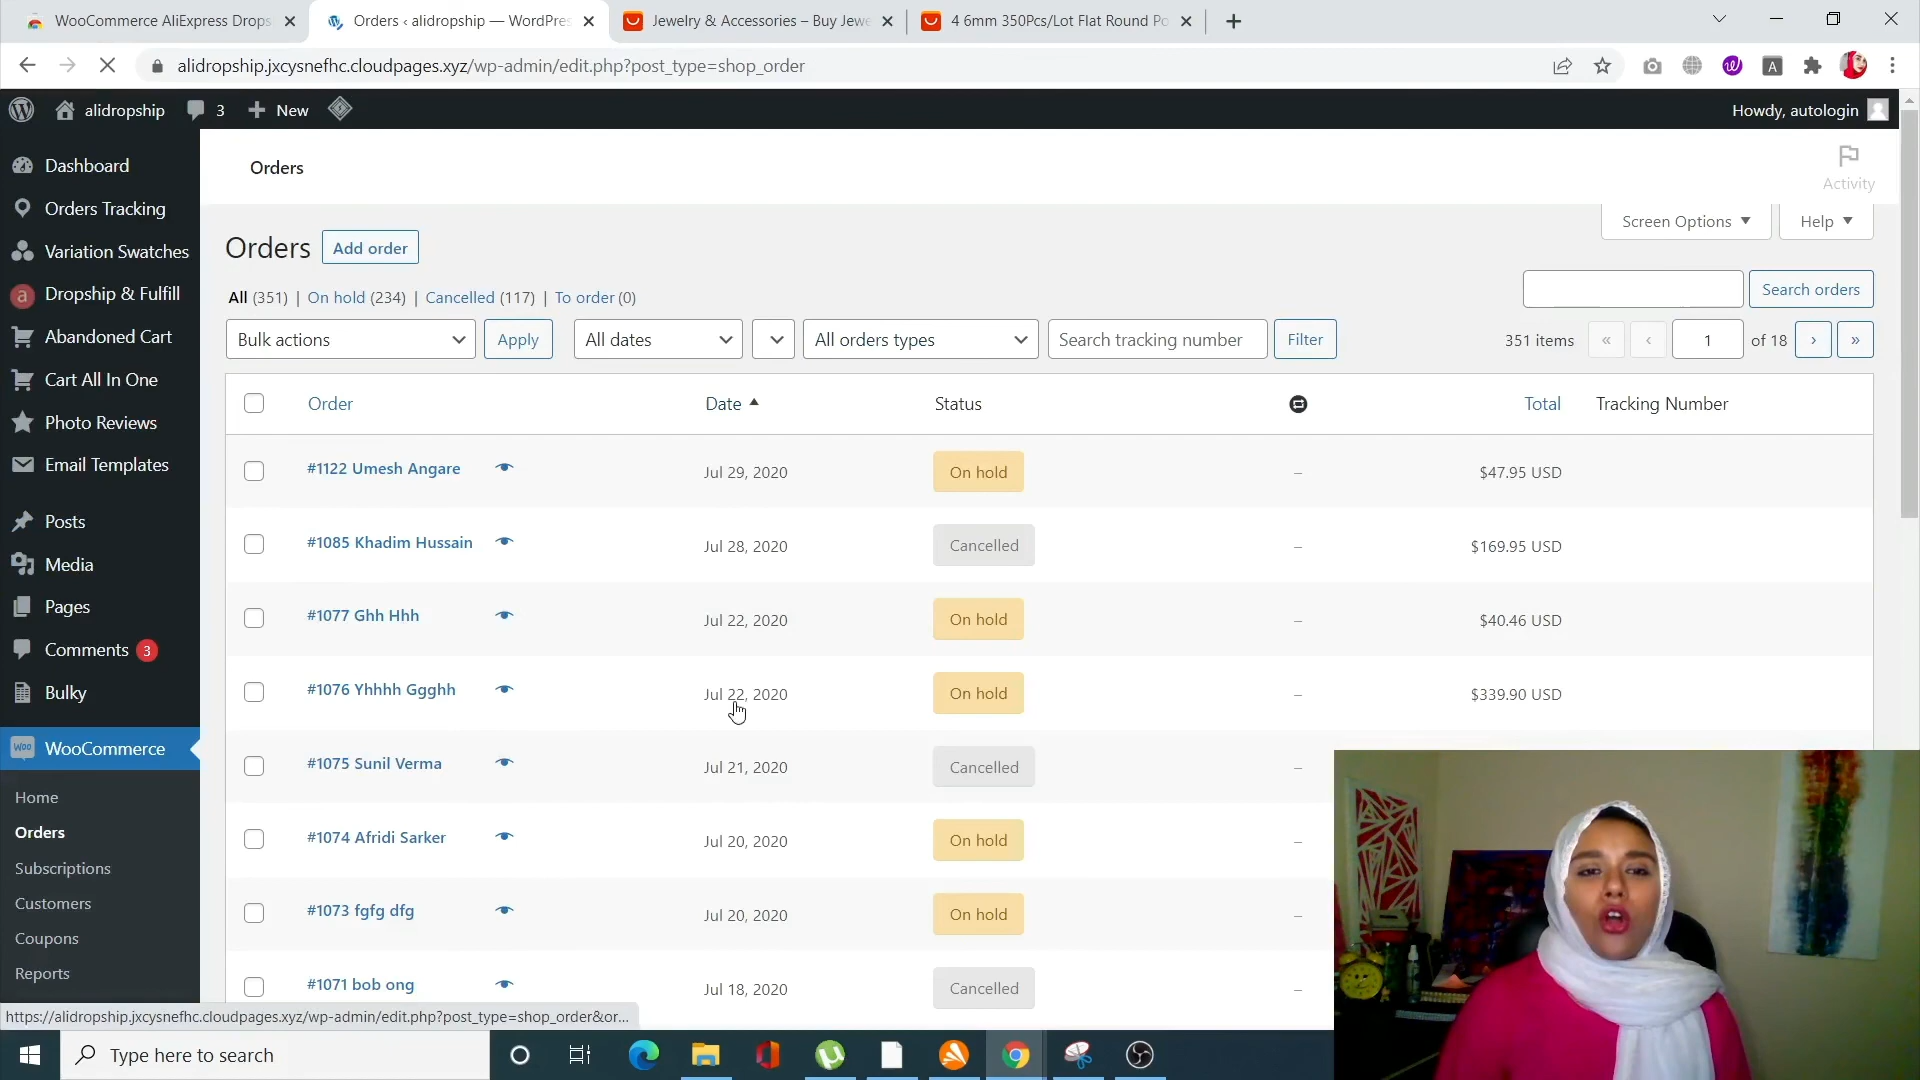 WooCommerce AliExpress Drops
Orders ‹ alidropship — WordPres
Jewelry & Accessories – Buy Jewe
4 6mm 350Pcs/Lot Flat Round Po
alidropship.jxcysnefhc.cloudpages.xyz/wp-admin/edit.php?post_type=shop_order
alidropship 3 New Howdy, autologin
Dashboard
Orders Tracking
Variation Swatches
Dropship & Fulfill
Abandoned Cart
Cart All In One
Photo Reviews
Email Templates
Posts
Media
Pages
Comments 3
Bulky
WooCommerce
Home
Orders
Subscriptions
Customers
Coupons
Reports
Orders
Activity
Screen Options Help
Orders Add order
All (351) | On hold (234) | Cancelled (117) | To order (0)
Search orders
Bulk actions Apply All dates All orders types Search tracking number Filter 351 items « ‹ 1 of 18 › »
Order Date Status Total Tracking Number
#1122 Umesh Angare Jul 29, 2020 On hold – $47.95 USD
#1085 Khadim Hussain Jul 28, 2020 Cancelled – $169.95 USD
#1077 Ghh Hhh Jul 22, 2020 On hold – $40.46 USD
#1076 Yhhhh Ggghh Jul 22, 2020 On hold – $339.90 USD
#1075 Sunil Verma Jul 21, 2020 Cancelled –
#1074 Afridi Sarker Jul 20, 2020 On hold –
#1073 fgfg dfg Jul 20, 2020 On hold –
#1071 bob ong Jul 18, 2020 Cancelled –
https://alidropship.jxcysnefhc.cloudpages.xyz/wp-admin/edit.php?post_type=shop_order&or...
Type here to search